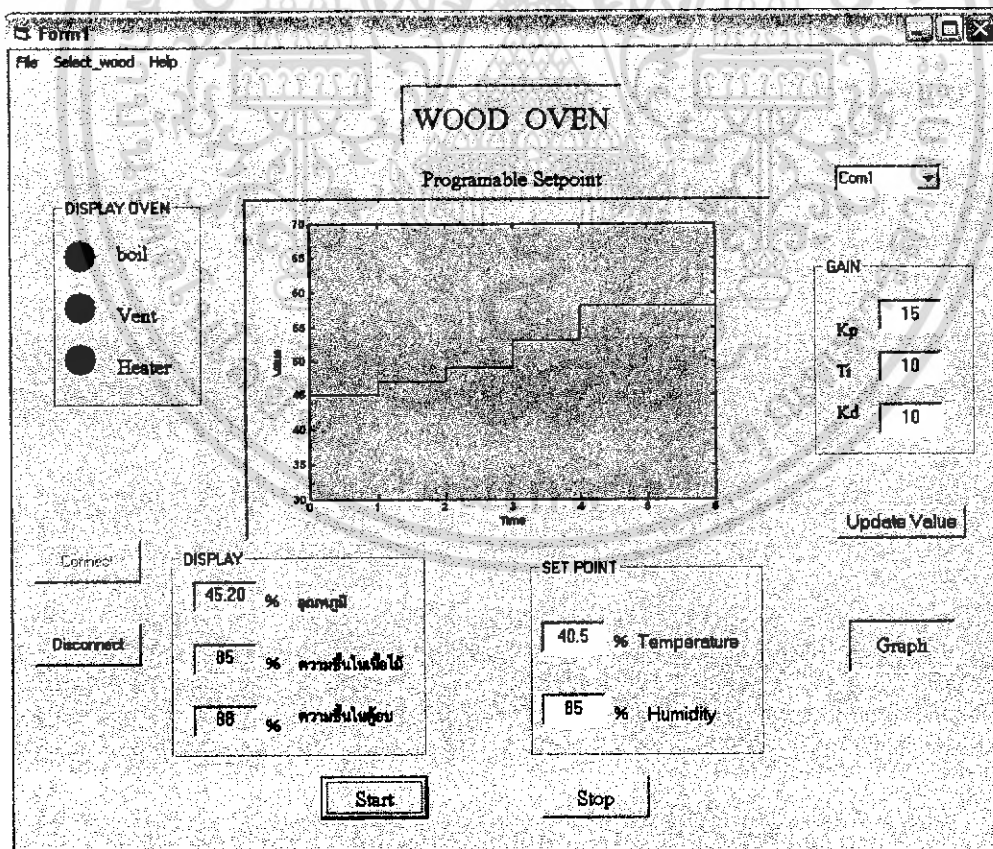 Form1
File Select_wood Help
WOOD OVEN
Programable Setpoint
Com1
DISPLAY OVEN
boil
Vent
Heater
70
65
60
55
50
45
40
35
30
Value
0 1 2 3 4 5 6
Time
GAIN
Kp 15
Ti 10
Kd 10
Update Value
Connect
Disconnect
DISPLAY
45.20 % อุณหภูมิ
85 % ความชื้นในเนื้อไม้
88 % ความชื้นในตู้อบ
SET POINT
40.5 % Temperature
85 % Humidity
Graph
Start
Stop